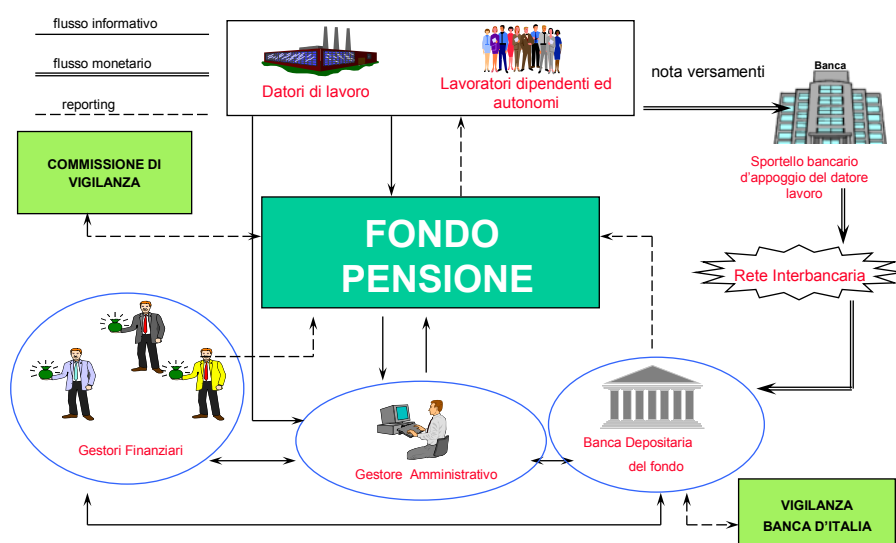 flusso informativo
flusso monetario
reporting
Datori di lavoro
Lavoratori dipendenti ed
autonomi
nota versamenti
Banca
Sportello bancario
d'appoggio del datore
lavoro
COMMISSIONE DI
VIGILANZA
FONDO
PENSIONE
Rete Interbancaria
Gestori Finanziari
Gestore Amministrativo
Banca Depositaria
del fondo
VIGILANZA
BANCA D'ITALIA